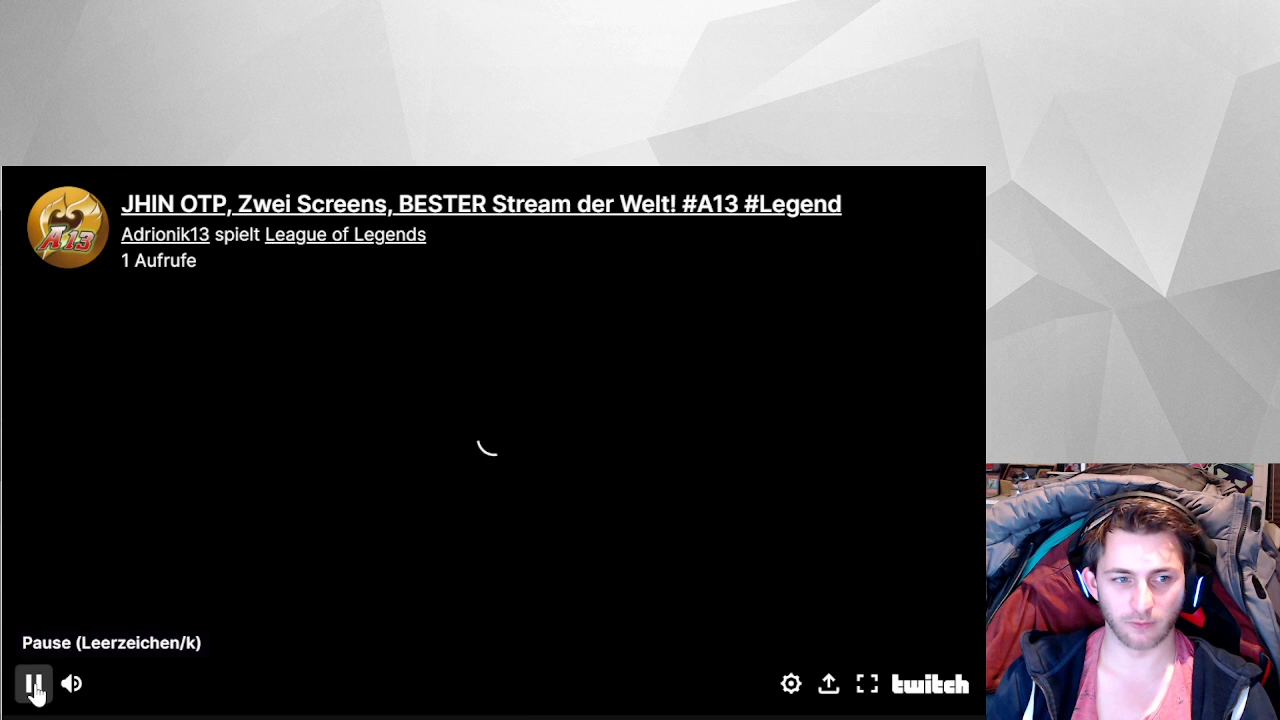 JHIN OTP, Zwei Screens, BESTER Stream der Welt! #A13 #Legend
Adrionik13 spielt League of Legends
1 Aufrufe
A13
Pause (Leerzeichen/k)
twitch